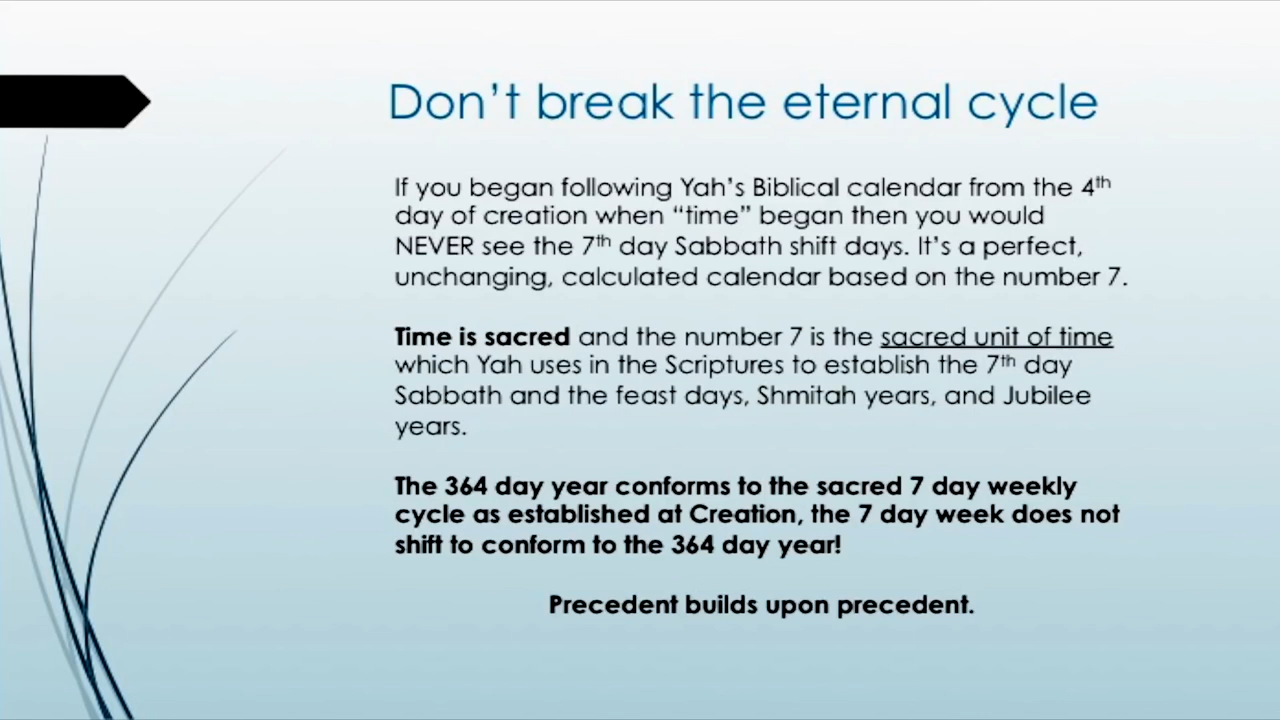 Don't break the eternal cycle
If you began following Yah's Biblical calendar from the 4th
day of creation when “time” began then you would
NEVER see the 7th day Sabbath shift days. It's a perfect,
unchanging, calculated calendar based on the number 7.
Time is sacred and the number 7 is the sacred unit of time
which Yah uses in the Scriptures to establish the 7th day
Sabbath and the feast days, Shmitah years, and Jubilee
years.
The 364 day year conforms to the sacred 7 day weekly
cycle as established at Creation, the 7 day week does not
shift to conform to the 364 day year!
Precedent builds upon precedent.